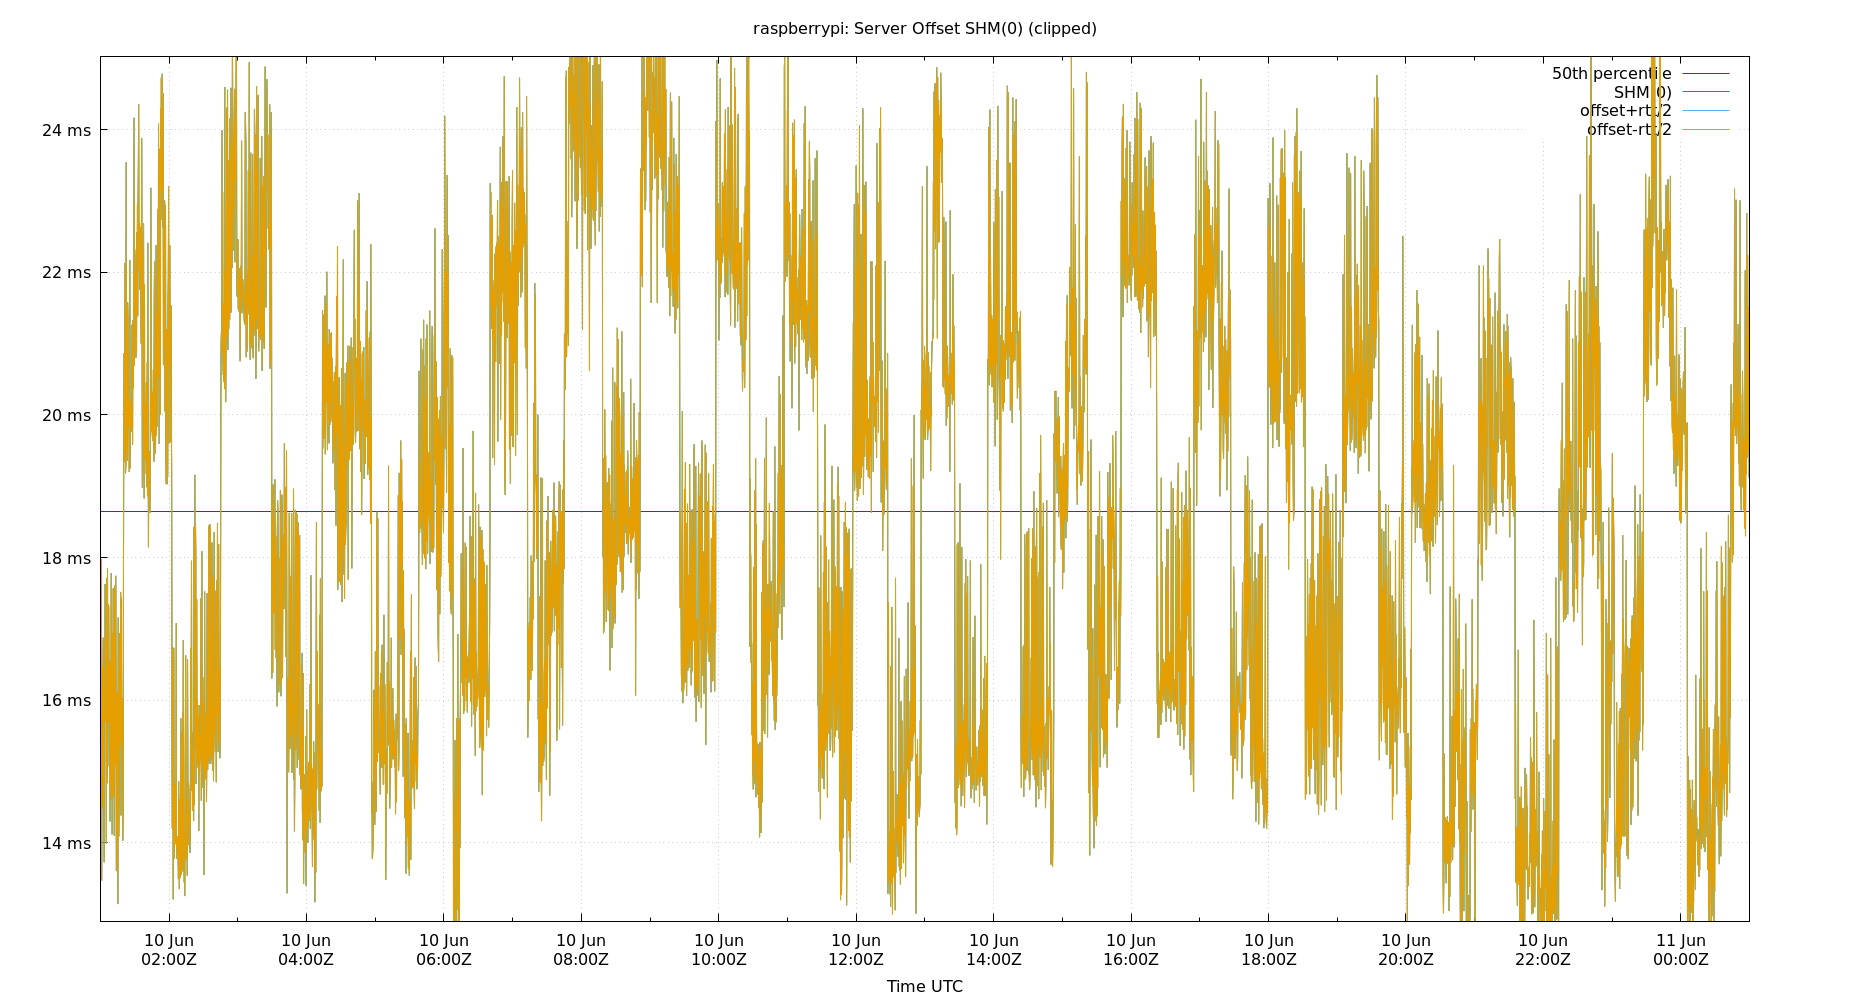 raspberrypi: Server Offset SHM(0) (clipped)
50th percentile
SHM(0)
offset+rtt/2
offset-rtt/2
24 ms
22 ms
20 ms
18 ms
16 ms
14 ms
10 Jun 10 Jun 10 Jun 10 Jun 10 Jun 10 Jun 10 Jun 10 Jun 10 Jun 10 Jun 10 Jun 11 Jun
02:00Z 04:00Z 06:00Z 08:00Z 10:00Z 12:00Z 14:00Z 16:00Z 18:00Z 20:00Z 22:00Z 00:00Z
Time UTC